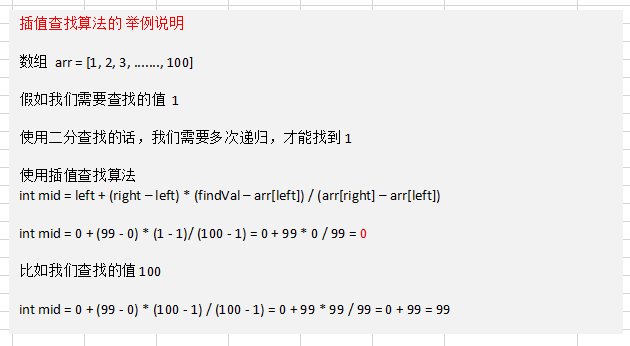 插值查找算法的 举例说明
数组 arr = [1, 2, 3, ......., 100]
假如我们需要查找的值 1
使用二分查找的话，我们需要多次递归，才能找到 1
使用插值查找算法
int mid = left + (right – left) * (findVal – arr[left]) / (arr[right] – arr[left])
int mid = 0 + (99 - 0) * (1 - 1)/ (100 - 1) = 0 + 99 * 0 / 99 = 0
比如我们查找的值 100
int mid = 0 + (99 - 0) * (100 - 1) / (100 - 1) = 0 + 99 * 99 / 99 = 0 + 99 = 99